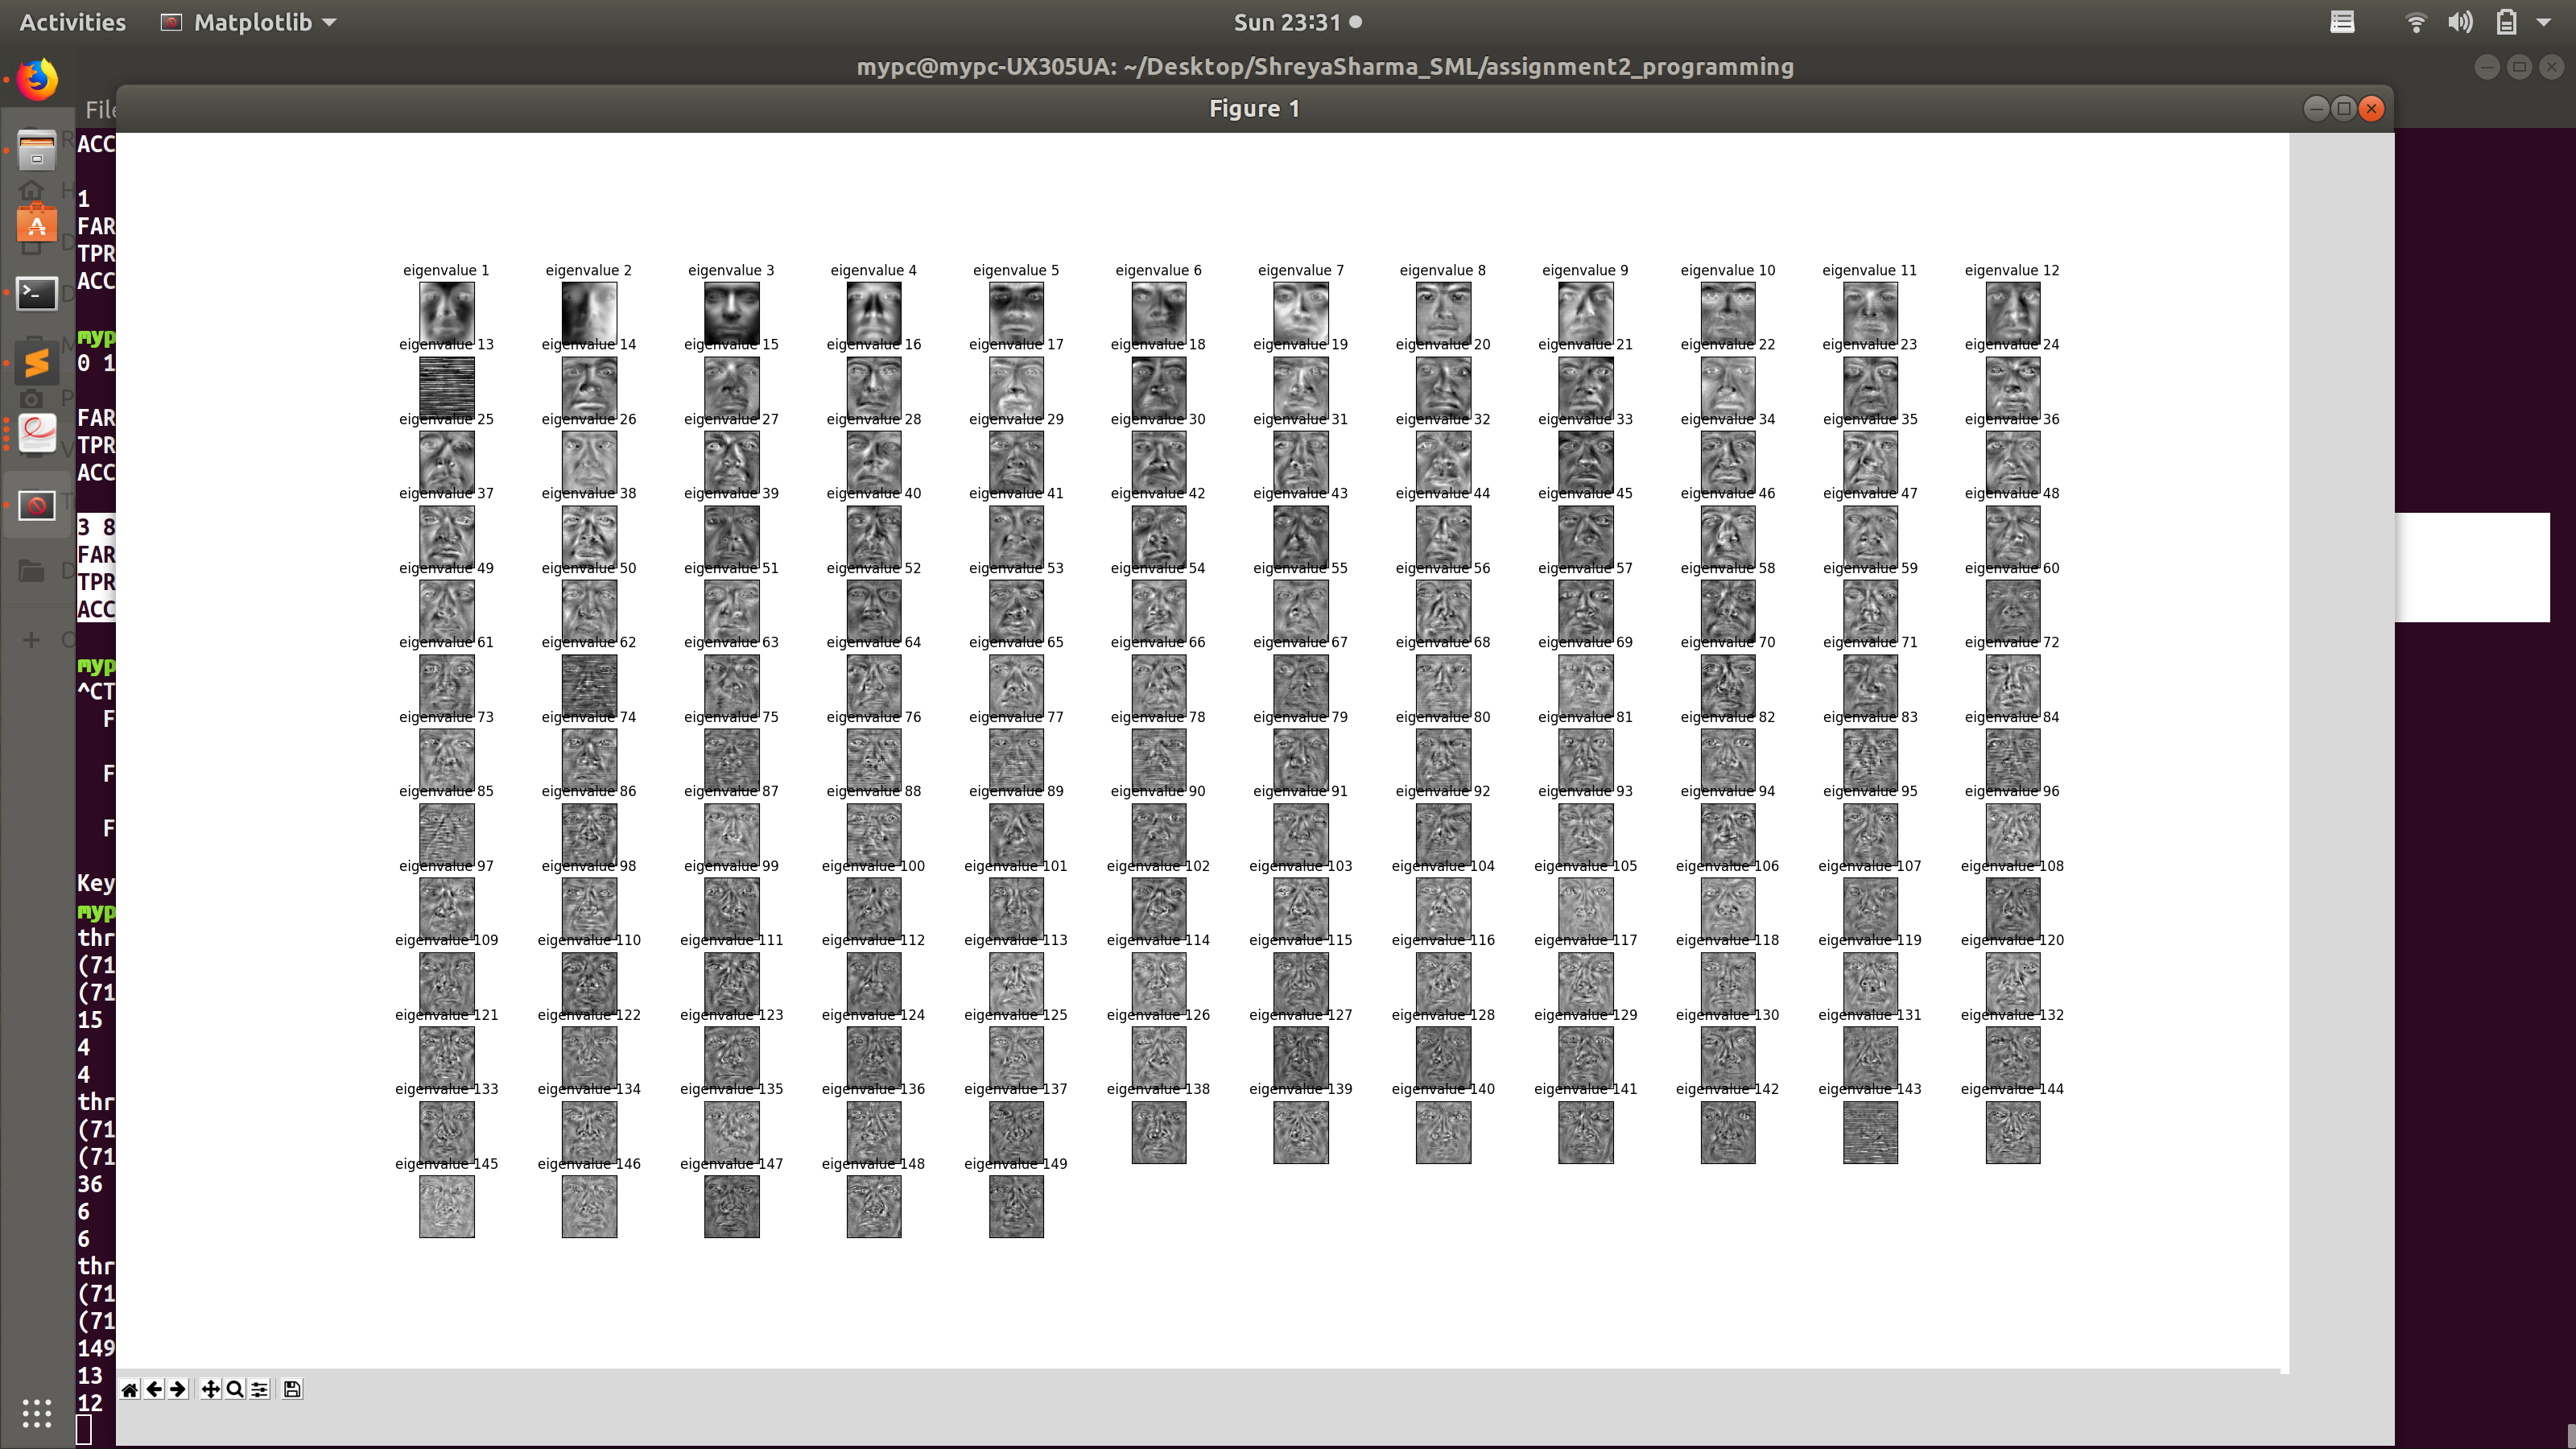 Activities Matplotlib Sun 23:31
mypc@mypc-UX305UA: ~/Desktop/ShreyaSharma_SML/assignment2_programming
File
Figure 1
ACC
1
FAR
TPR
ACC
myp
0 1
FAR
TPR
ACC
3 8
FAR
TPR
ACC
myp
^CT
F
F
F
Key
myp
thr
(71
(71
15
4
4
thr
(71
(71
36
6
6
thr
(71
(71
149
13
12
eigenvalue 1 eigenvalue 2 eigenvalue 3 eigenvalue 4 eigenvalue 5 eigenvalue 6 eigenvalue 7 eigenvalue 8 eigenvalue 9 eigenvalue 10 eigenvalue 11 eigenvalue 12
eigenvalue 13 eigenvalue 14 eigenvalue 15 eigenvalue 16 eigenvalue 17 eigenvalue 18 eigenvalue 19 eigenvalue 20 eigenvalue 21 eigenvalue 22 eigenvalue 23 eigenvalue 24
eigenvalue 25 eigenvalue 26 eigenvalue 27 eigenvalue 28 eigenvalue 29 eigenvalue 30 eigenvalue 31 eigenvalue 32 eigenvalue 33 eigenvalue 34 eigenvalue 35 eigenvalue 36
eigenvalue 37 eigenvalue 38 eigenvalue 39 eigenvalue 40 eigenvalue 41 eigenvalue 42 eigenvalue 43 eigenvalue 44 eigenvalue 45 eigenvalue 46 eigenvalue 47 eigenvalue 48
eigenvalue 49 eigenvalue 50 eigenvalue 51 eigenvalue 52 eigenvalue 53 eigenvalue 54 eigenvalue 55 eigenvalue 56 eigenvalue 57 eigenvalue 58 eigenvalue 59 eigenvalue 60
eigenvalue 61 eigenvalue 62 eigenvalue 63 eigenvalue 64 eigenvalue 65 eigenvalue 66 eigenvalue 67 eigenvalue 68 eigenvalue 69 eigenvalue 70 eigenvalue 71 eigenvalue 72
eigenvalue 73 eigenvalue 74 eigenvalue 75 eigenvalue 76 eigenvalue 77 eigenvalue 78 eigenvalue 79 eigenvalue 80 eigenvalue 81 eigenvalue 82 eigenvalue 83 eigenvalue 84
eigenvalue 85 eigenvalue 86 eigenvalue 87 eigenvalue 88 eigenvalue 89 eigenvalue 90 eigenvalue 91 eigenvalue 92 eigenvalue 93 eigenvalue 94 eigenvalue 95 eigenvalue 96
eigenvalue 97 eigenvalue 98 eigenvalue 99 eigenvalue 100 eigenvalue 101 eigenvalue 102 eigenvalue 103 eigenvalue 104 eigenvalue 105 eigenvalue 106 eigenvalue 107 eigenvalue 108
eigenvalue 109 eigenvalue 110 eigenvalue 111 eigenvalue 112 eigenvalue 113 eigenvalue 114 eigenvalue 115 eigenvalue 116 eigenvalue 117 eigenvalue 118 eigenvalue 119 eigenvalue 120
eigenvalue 121 eigenvalue 122 eigenvalue 123 eigenvalue 124 eigenvalue 125 eigenvalue 126 eigenvalue 127 eigenvalue 128 eigenvalue 129 eigenvalue 130 eigenvalue 131 eigenvalue 132
eigenvalue 133 eigenvalue 134 eigenvalue 135 eigenvalue 136 eigenvalue 137 eigenvalue 138 eigenvalue 139 eigenvalue 140 eigenvalue 141 eigenvalue 142 eigenvalue 143 eigenvalue 144
eigenvalue 145 eigenvalue 146 eigenvalue 147 eigenvalue 148 eigenvalue 149